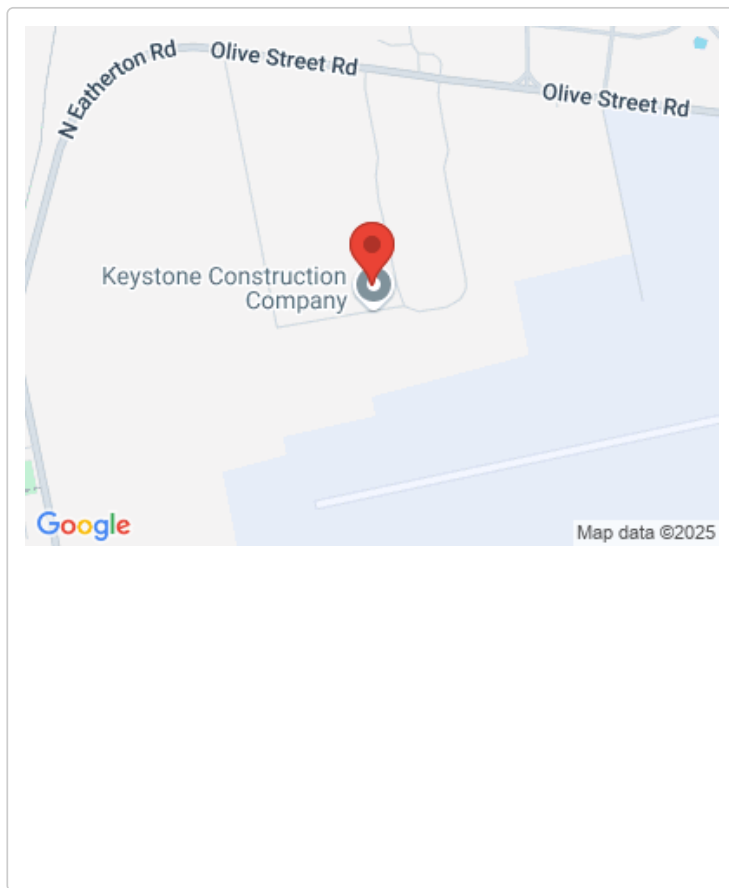 N Eatherton Rd
Olive Street Rd
Olive Street Rd
Keystone Construction
Company
Google
Map data ©2025